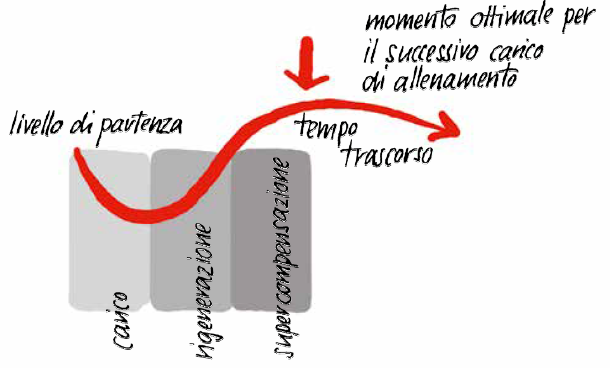 momento ottimale per
il successivo carico
di allenamento
livello di partenza
tempo
trascorso
carico
rigenerazione
supercompensazione